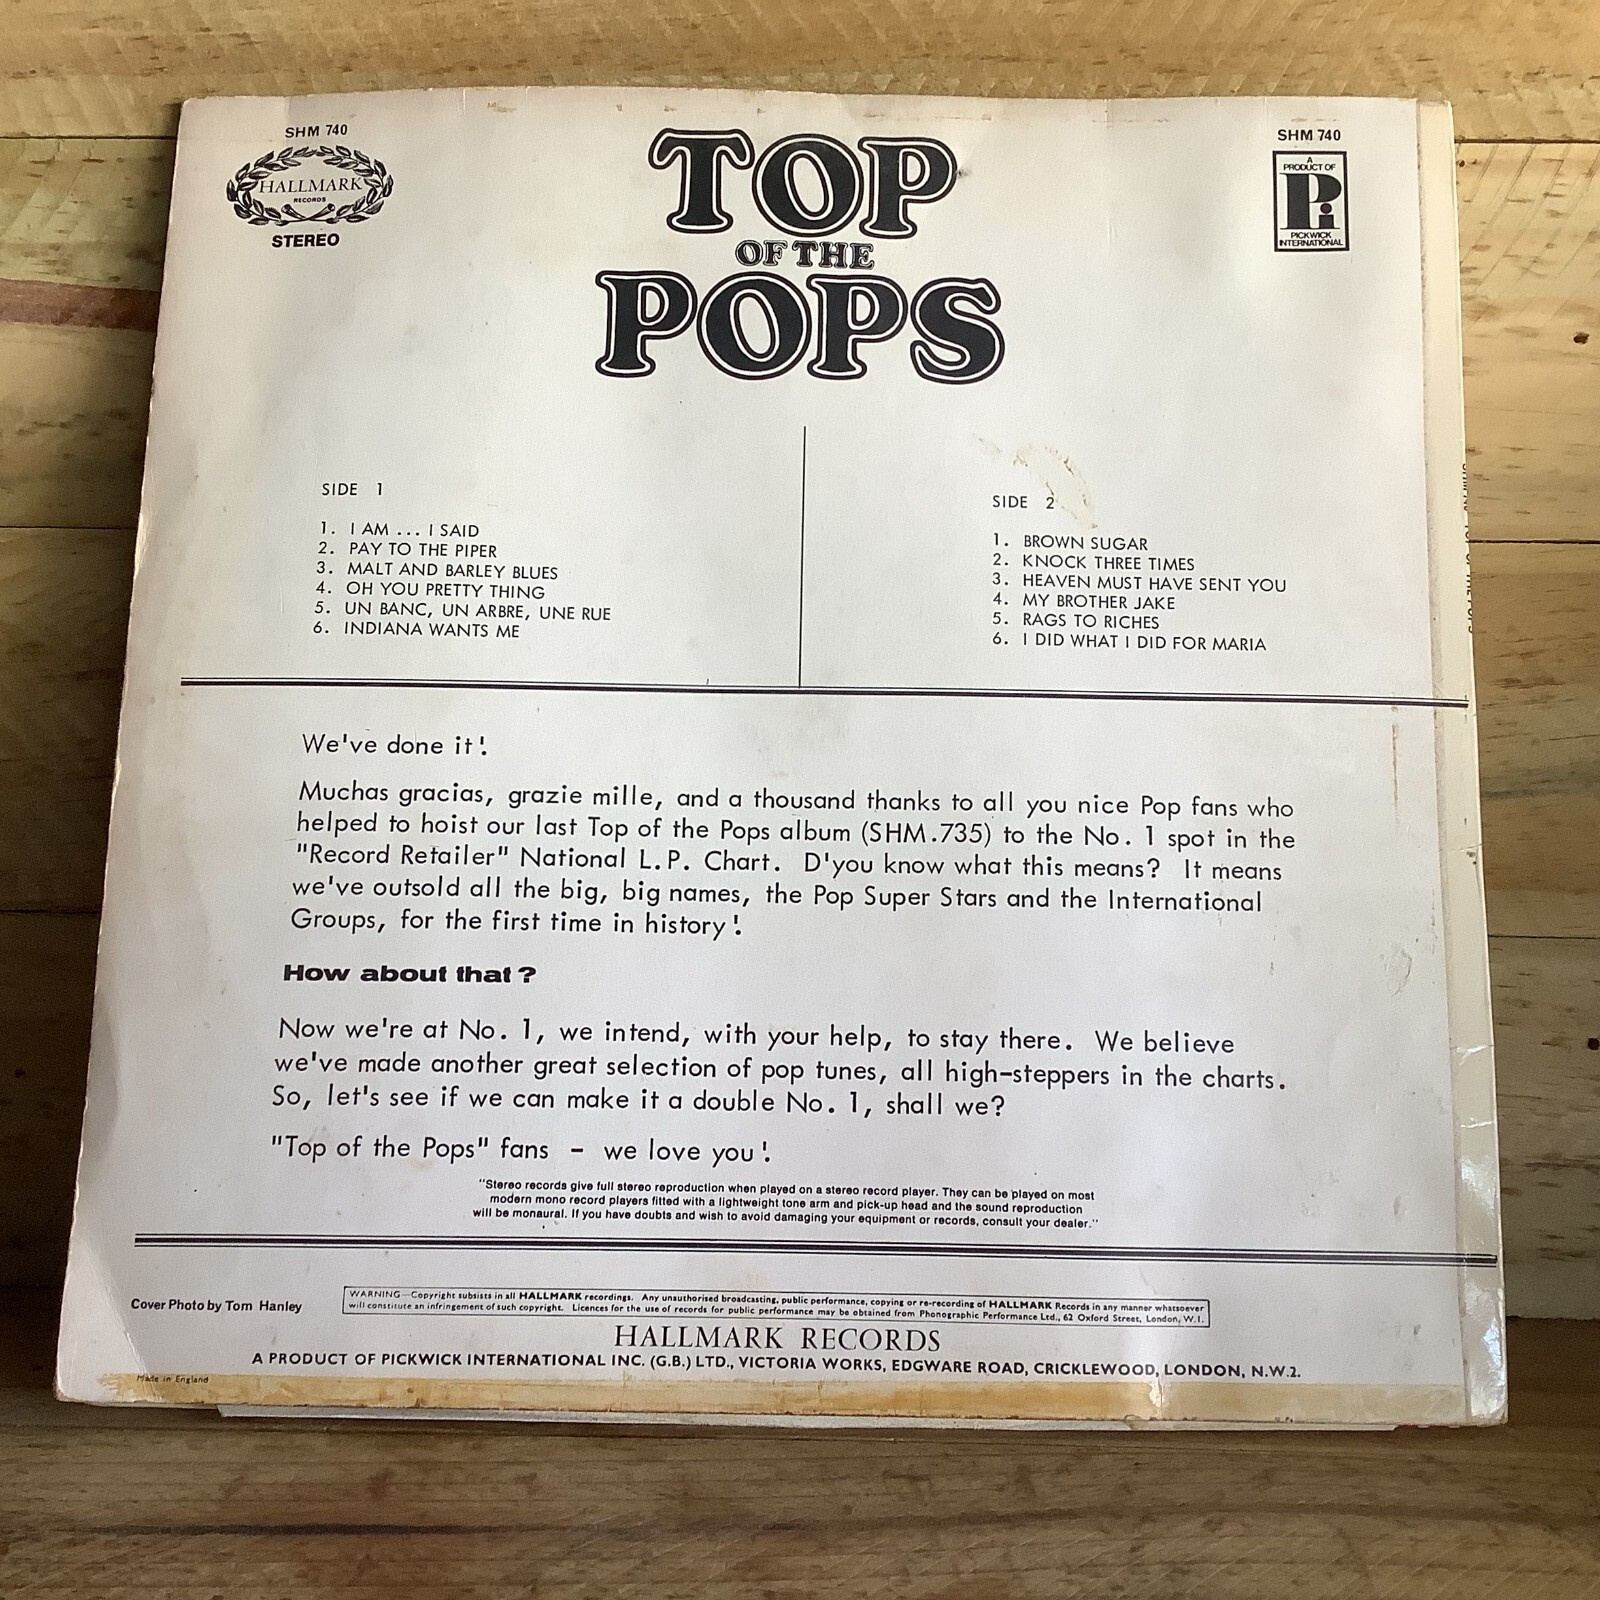 SHM 740
HALLMARK
RECORDS
STEREO
TOP
OF THE
POPS
SHM 740
A
PRODUCT OF
Pi
PICKWICK
INTERNATIONAL
SIDE 1
1. I AM ... I SAID
2. PAY TO THE PIPER
3. MALT AND BARLEY BLUES
4. OH YOU PRETTY THING
5. UN BANC, UN ARBRE, UNE RUE
6. INDIANA WANTS ME
SIDE 2
1. BROWN SUGAR
2. KNOCK THREE TIMES
3. HEAVEN MUST HAVE SENT YOU
4. MY BROTHER JAKE
5. RAGS TO RICHES
6. I DID WHAT I DID FOR MARIA
We've done it!
Muchas gracias, grazie mille, and a thousand thanks to all you nice Pop fans who
helped to hoist our last Top of the Pops album (SHM.735) to the No. 1 spot in the
"Record Retailer" National L.P. Chart. D'you know what this means? It means
we've outsold all the big, big names, the Pop Super Stars and the International
Groups, for the first time in history!
How about that?
Now we're at No. 1, we intend, with your help, to stay there. We believe
we've made another great selection of pop tunes, all high-steppers in the charts.
So, let's see if we can make it a double No. 1, shall we?
"Top of the Pops" fans - we love you!
"Stereo records give full stereo reproduction when played on a stereo record player. They can be played on most
modern mono record players fitted with a lightweight tone arm and pick-up head and the sound reproduction
will be monaural. If you have doubts and wish to avoid damaging your equipment or records, consult your dealer."
Cover Photo by Tom Hanley
WARNING—Copyright subsists in all HALLMARK recordings. Any unauthorised broadcasting, public performance, copying or re-recording of HALLMARK Records in any manner whatsoever
will constitute an infringement of such copyright. Licences for the use of records for public performance may be obtained from Phonographic Performance Ltd., 62 Oxford Street, London, W.1.
HALLMARK RECORDS
A PRODUCT OF PICKWICK INTERNATIONAL INC. (G.B.) LTD., VICTORIA WORKS, EDGWARE ROAD, CRICKLEWOOD, LONDON, N.W.2.
Made in England